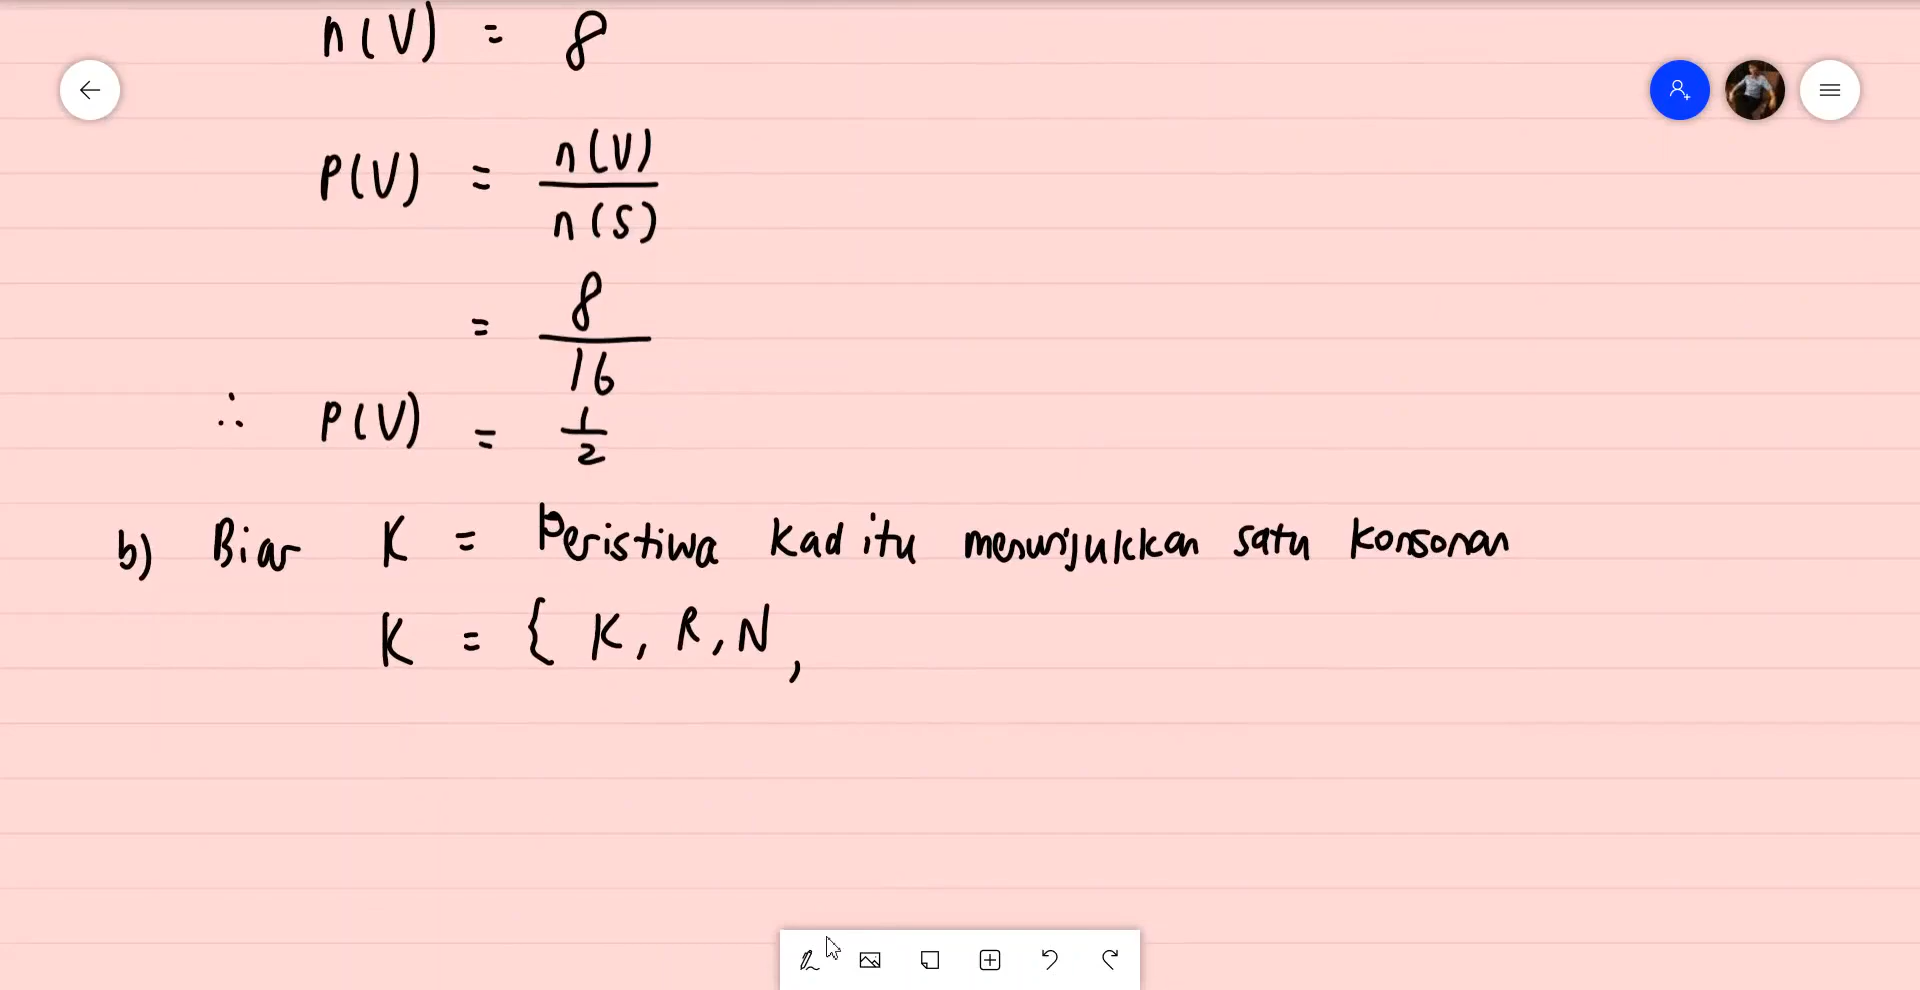 n(V) = 8
P(V) = n(V)
n(S)
= 8
16
∴ P(V) = 1
2
b) Biar K = Peristiwa Kad itu menunjukkan satu konsonan
K = { K, R, N,